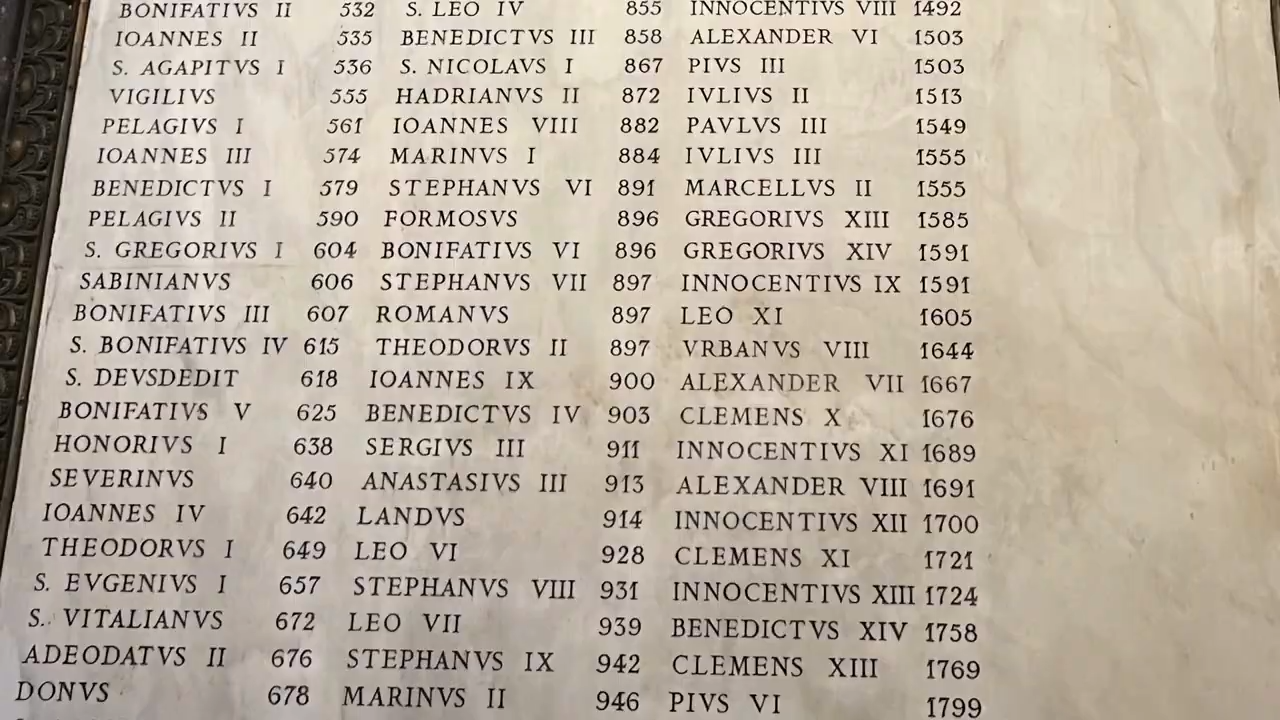 BONIFATIVS II 532 S. LEO IV 855 INNOCENTIVS VIII 1492
IOANNES II 535 BENEDICTVS III 858 ALEXANDER VI 1503
S. AGAPITVS I 536 S. NICOLAVS I 867 PIVS III 1503
VIGILIVS 555 HADRIANVS II 872 IVLIVS II 1513
PELAGIVS I 561 IOANNES VIII 882 PAVLVS III 1549
IOANNES III 574 MARINVS I 884 IVLIVS III 1555
BENEDICTVS I 579 STEPHANVS VI 891 MARCELLVS II 1555
PELAGIVS II 590 FORMOSVS 896 GREGORIVS XIII 1585
S. GREGORIVS I 604 BONIFATIVS VI 896 GREGORIVS XIV 1591
SABINIANVS 606 STEPHANVS VII 897 INNOCENTIVS IX 1591
BONIFATIVS III 607 ROMANVS 897 LEO XI 1605
S. BONIFATIVS IV 615 THEODORVS II 897 VRBANVS VIII 1644
S. DEVSDEDIT 618 IOANNES IX 900 ALEXANDER VII 1667
BONIFATIVS V 625 BENEDICTVS IV 903 CLEMENS X 1676
HONORIVS I 638 SERGIVS III 911 INNOCENTIVS XI 1689
SEVERINVS 640 ANASTASIVS III 913 ALEXANDER VIII 1691
IOANNES IV 642 LANDVS 914 INNOCENTIVS XII 1700
THEODORVS I 649 LEO VI 928 CLEMENS XI 1721
S. EVGENIVS I 657 STEPHANVS VIII 931 INNOCENTIVS XIII 1724
S. VITALIANVS 672 LEO VII 939 BENEDICTVS XIV 1758
ADEODATVS II 676 STEPHANVS IX 942 CLEMENS XIII 1769
DONVS 678 MARINVS II 946 PIVS VI 1799